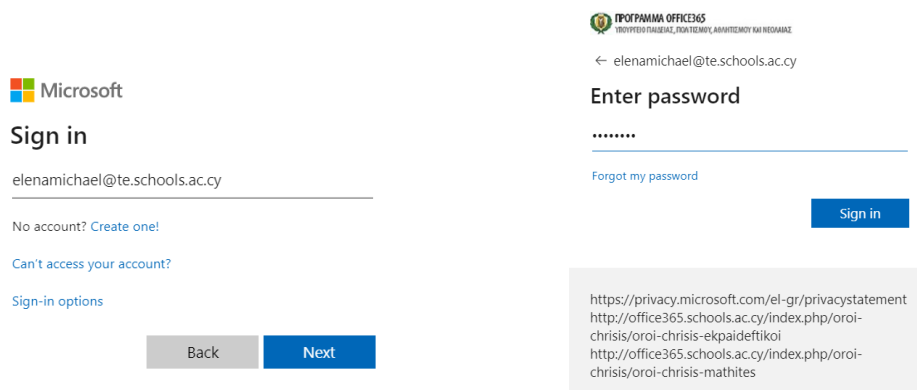 Microsoft
Sign in
elenamichael@te.schools.ac.cy
No account? Create one!
Can't access your account?
Sign-in options
Back
Next
ΠΡΟΓΡΑΜΜΑ OFFICE365
ΥΠΟΥΡΓΕΙΟ ΠΑΙΔΕΙΑΣ, ΠΟΛΙΤΙΣΜΟΥ, ΑΘΛΗΤΙΣΜΟΥ ΚΑΙ ΝΕΟΛΑΙΑΣ
← elenamichael@te.schools.ac.cy
Enter password
••••••••
Forgot my password
Sign in
https://privacy.microsoft.com/el-gr/privacystatement
http://office365.schools.ac.cy/index.php/oroi-
chrisis/oroi-chrisis-ekpaideftikoi
http://office365.schools.ac.cy/index.php/oroi-
chrisis/oroi-chrisis-mathites